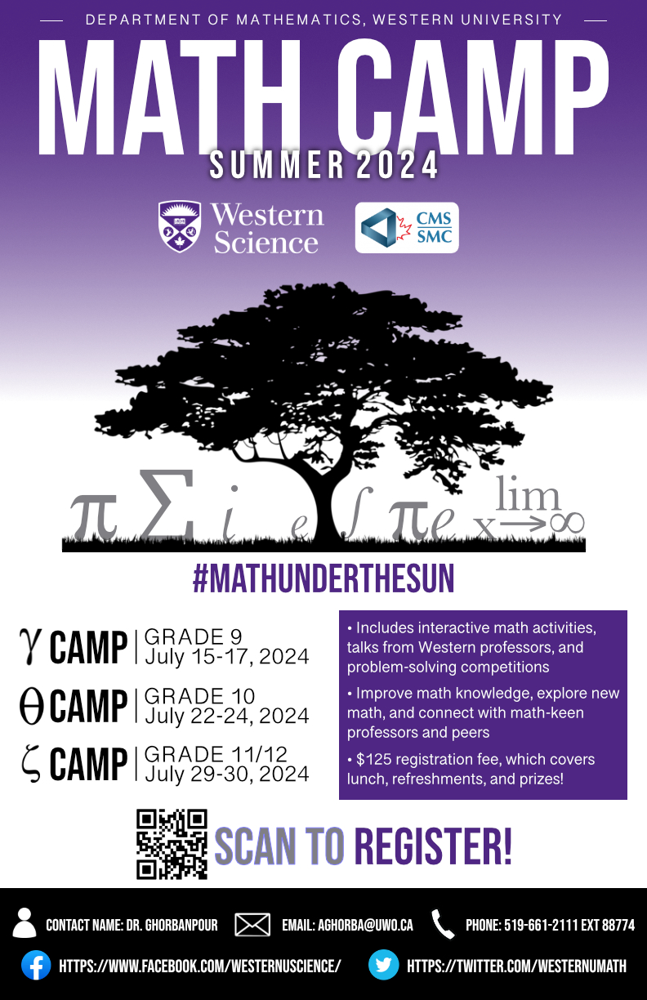 DEPARTMENT OF MATHEMATICS, WESTERN UNIVERSITY
MATH CAMP
SUMMER 2024
Western
Science
CMS
SMC
π Σ i e ∫ π e lim
x→∞
#MATHUNDERTHESUN
γ CAMP | GRADE 9
July 15-17, 2024
θ CAMP | GRADE 10
July 22-24, 2024
ζ CAMP | GRADE 11/12
July 29-30, 2024
• Includes interactive math activities,
talks from Western professors, and
problem-solving competitions
• Improve math knowledge, explore new
math, and connect with math-keen
professors and peers
• $125 registration fee, which covers
lunch, refreshments, and prizes!
SCAN TO REGISTER!
CONTACT NAME: DR. GHORBANPOUR
EMAIL: AGHORBA@UWO.CA
PHONE: 519-661-2111 EXT 88774
HTTPS://WWW.FACEBOOK.COM/WESTERNUSCIENCE/
HTTPS://TWITTER.COM/WESTERNUMATH